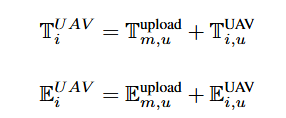 𝕋_i^{UAV} = 𝕋_{m,u}^{upload} + 𝕋_{i,u}^{UAV}
𝔼_i^{UAV} = 𝔼_{m,u}^{upload} + 𝔼_{i,u}^{UAV}